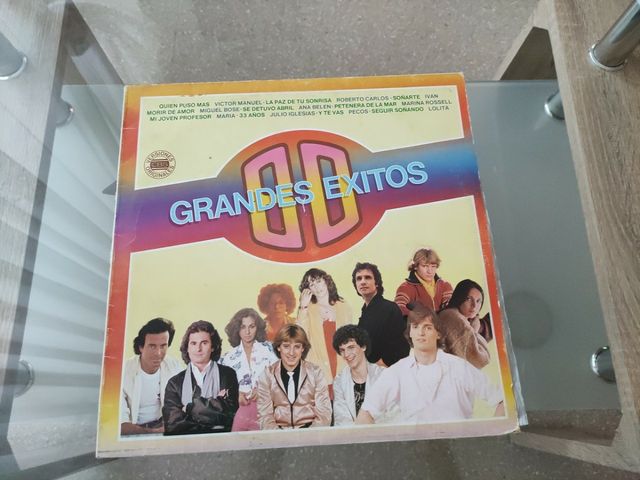 QUIEN PUSO MAS VICTOR MANUEL · LA PAZ DE TU SONRISA ROBERTO CARLOS · SOÑARTE IVAN
MORIR DE AMOR MIGUEL BOSE · SE DETUVO ABRIL ANA BELEN · PETENERA DE LA MAR MARINA ROSSELL
MI JOVEN PROFESOR MARIA · 33 AÑOS JULIO IGLESIAS · Y TE VAS PECOS · SEGUIR SOÑANDO LOLITA
VERSIONES
ORIGINALES
GRANDES EXITOS